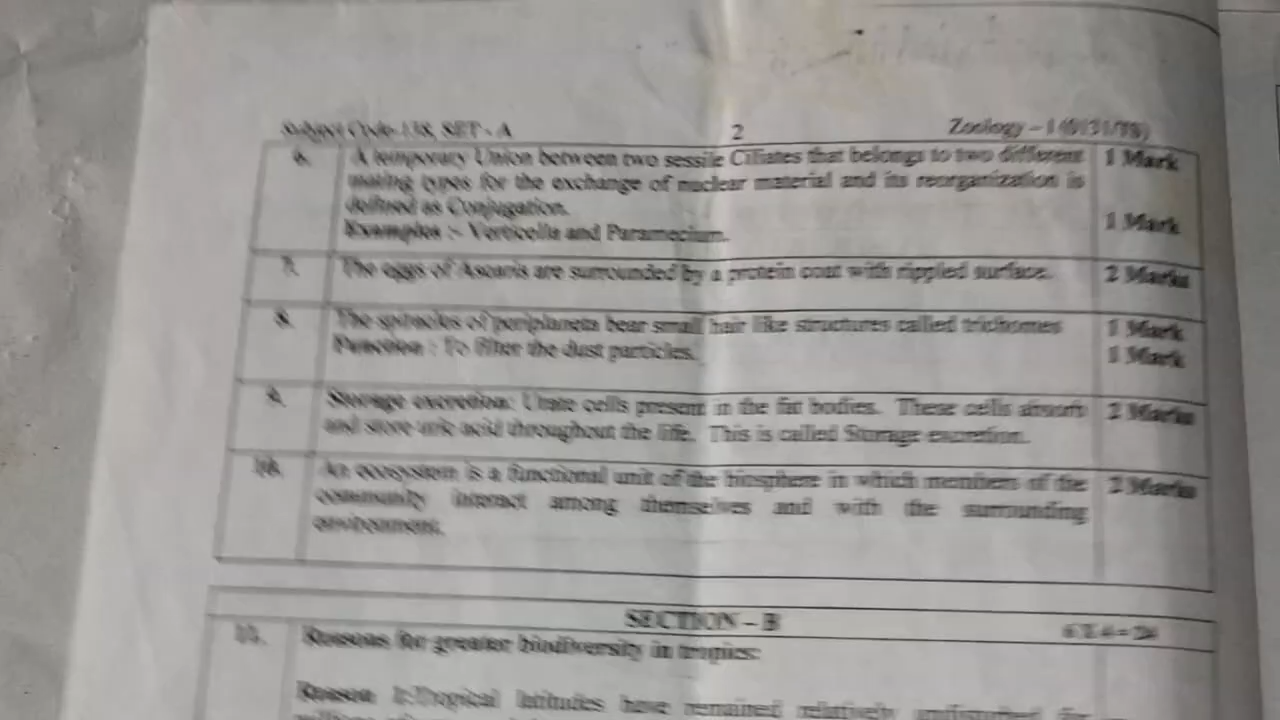 Subject Code-138, SET - A 2 Zoology - I
6. A temporary Union between two sessile Ciliates that belongs to two different 1 Mark
mating types for the exchange of nuclear material and its reorganization is
defined as Conjugation.
Examples :- Verticella and Paramecium. 1 Mark
7. The eggs of Ascaris are surrounded by a protein coat with rippled surface. 2 Marks
8. The spiracles of periplaneta bear small hair like structures called trichomes 1 Mark
Function : To filter the dust particles. 1 Mark
9. Storage excretion: Urate cells present in the fat bodies. These cells absorb 2 Marks
and store uric acid throughout the life. This is called Storage excretion.
10. An ecosystem is a functional unit of the biosphere in which members of the 2 Marks
community interact among themselves and with the surrounding
environment.
SECTION - B
6 X 4 = 24
Reasons for greater biodiversity in tropics:
Reason 1:Tropical latitudes have remained relatively undisturbed for